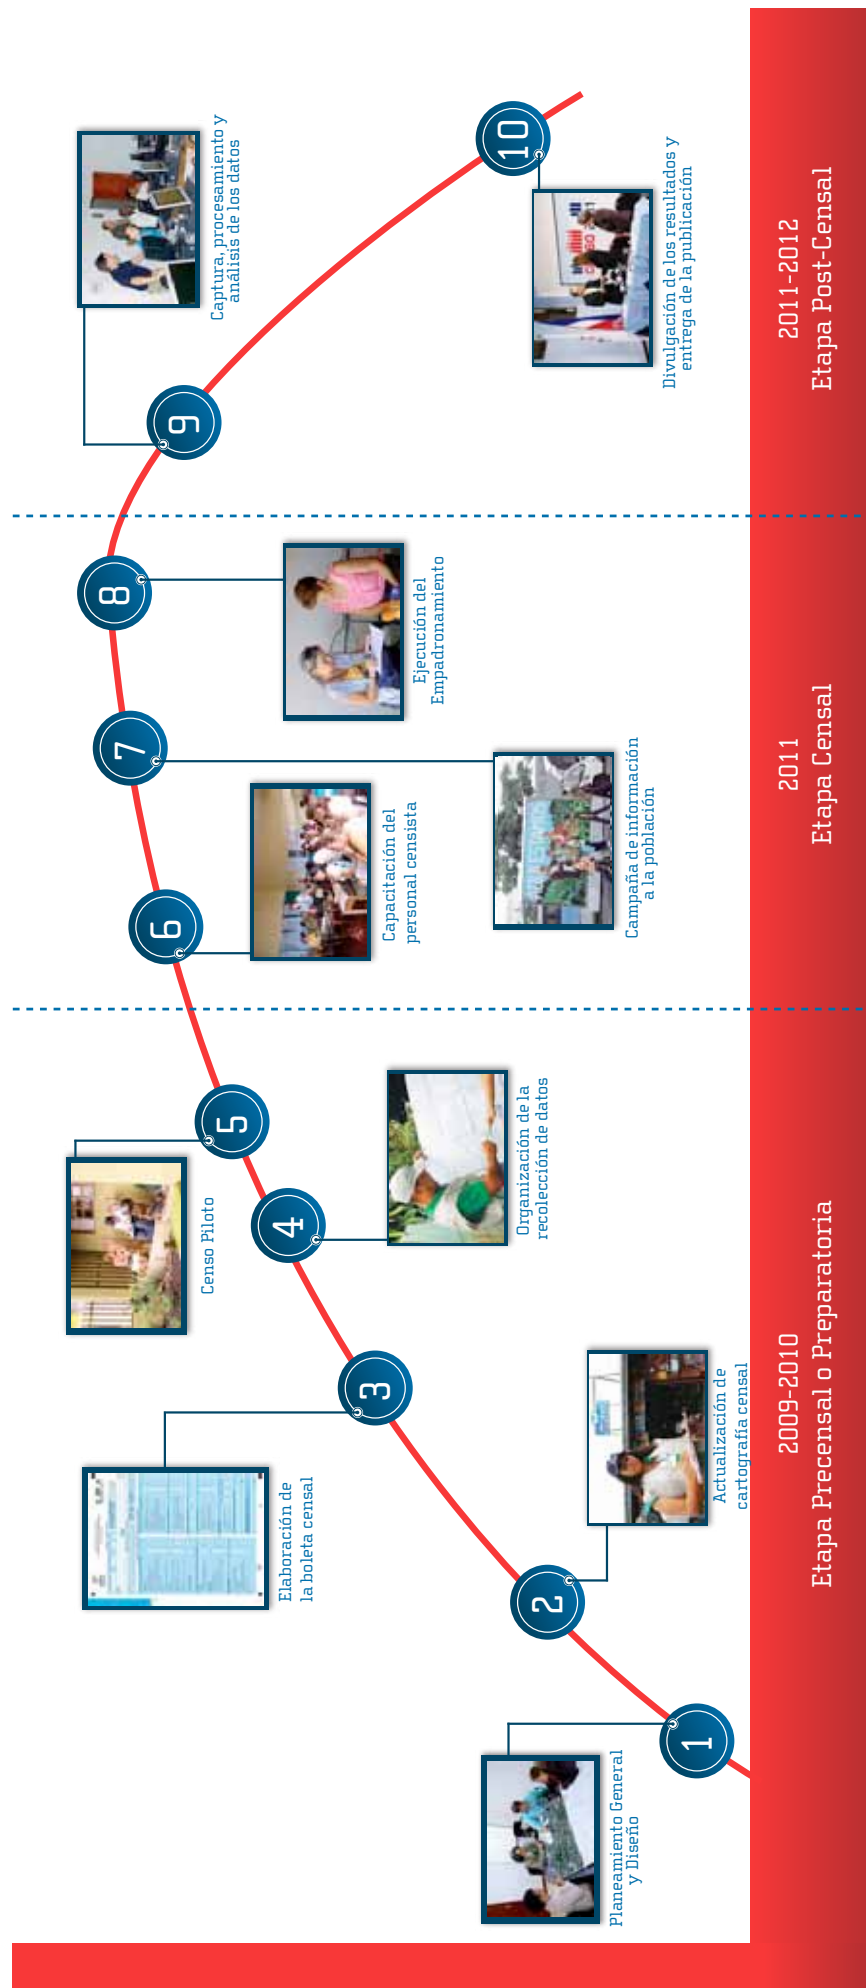 1
Planeamiento General
y Diseño
2
Actualización de
cartografía censal
3
Elaboración de
la boleta censal
4
Organización de la
recolección de datos
5
Censo Piloto
6
Capacitación del
personal censista
7
Campaña de información
a la población
8
Ejecución del
Empadronamiento
9
Captura, procesamiento y
análisis de los datos
10
Divulgación de los resultados y
entrega de la publicación
2009-2010
Etapa Precensal o Preparatoria
2011
Etapa Censal
2011-2012
Etapa Post-Censal